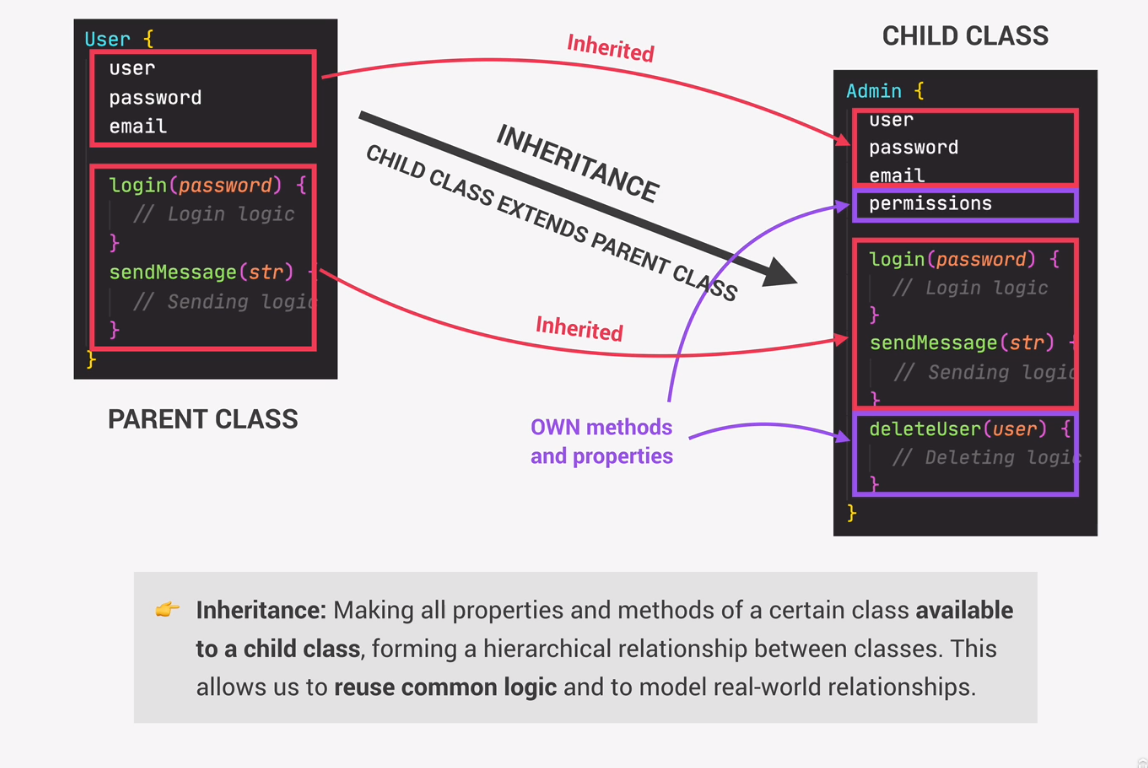 User {
user
password
email
login(password) {
// Login logic
}
sendMessage(str) {
// Sending logic
}
}
PARENT CLASS
Inherited
INHERITANCE
CHILD CLASS EXTENDS PARENT CLASS
Inherited
OWN methods
and properties
CHILD CLASS
Admin {
user
password
email
permissions
login(password) {
// Login logic
}
sendMessage(str) {
// Sending logic
}
deleteUser(user) {
// Deleting logic
}
}
👉 Inheritance: Making all properties and methods of a certain class available
to a child class, forming a hierarchical relationship between classes. This
allows us to reuse common logic and to model real-world relationships.